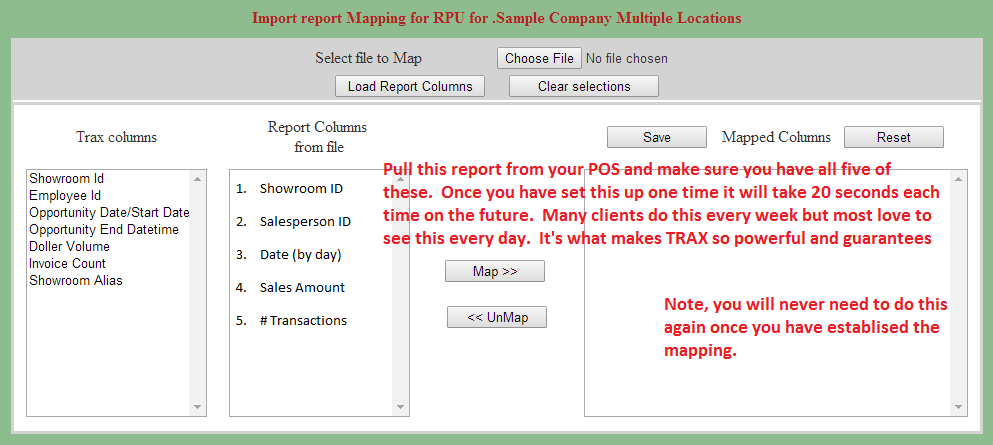 Import report Mapping for RPU for .Sample Company Multiple Locations
Select file to Map
Choose File No file chosen
Load Report Columns
Clear selections
Trax columns
Report Columns
from file
Save
Mapped Columns
Reset
Showroom Id
Employee Id
Opportunity Date/Start Date
Opportunity End Datetime
Doller Volume
Invoice Count
Showroom Alias
1. Showroom ID
2. Salesperson ID
3. Date (by day)
4. Sales Amount
5. # Transactions
Pull this report from your POS and make sure you have all five of
these. Once you have set this up one time it will take 20 seconds each
time on the future. Many clients do this every week but most love to
see this every day. It's what makes TRAX so powerful and guarantees
Map >>
<< UnMap
Note, you will never need to do this
again once you have establised the
mapping.